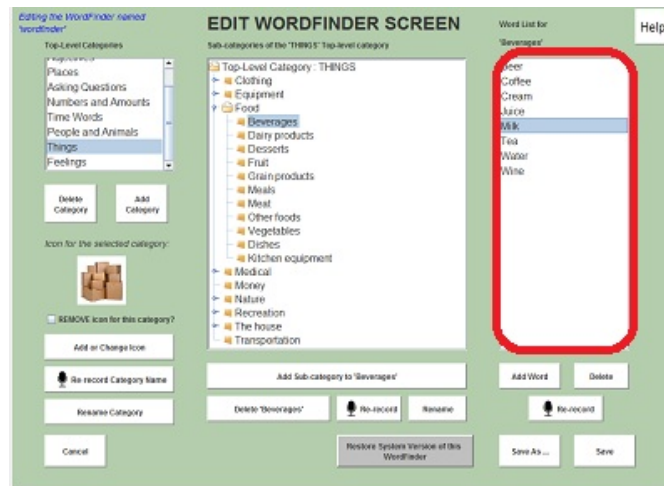 Editing the WordFinder named
'wordfinder'
EDIT WORDFINDER SCREEN
Word List for
'Beverages'
Help
Top-Level Categories
Sub-categories of the 'THINGS' Top-level category
Adjectives
Places
Asking Questions
Numbers and Amounts
Time Words
People and Animals
Things
Feelings
Top-Level Category : THINGS
Clothing
Equipment
Food
Beverages
Dairy products
Desserts
Fruit
Grain products
Meals
Meat
Other foods
Vegetables
Dishes
Kitchen equipment
Medical
Money
Nature
Recreation
The house
Transportation
Beer
Coffee
Cream
Juice
Milk
Tea
Water
Wine
Delete
Category
Add
Category
Icon for the selected category:
REMOVE icon for this category?
Add or Change Icon
Re-record Category Name
Rename Category
Cancel
Add Sub-category to 'Beverages'
Delete 'Beverages'
Re-record
Rename
Restore System Version of this
WordFinder
Add Word
Delete
Re-record
Save As ...
Save